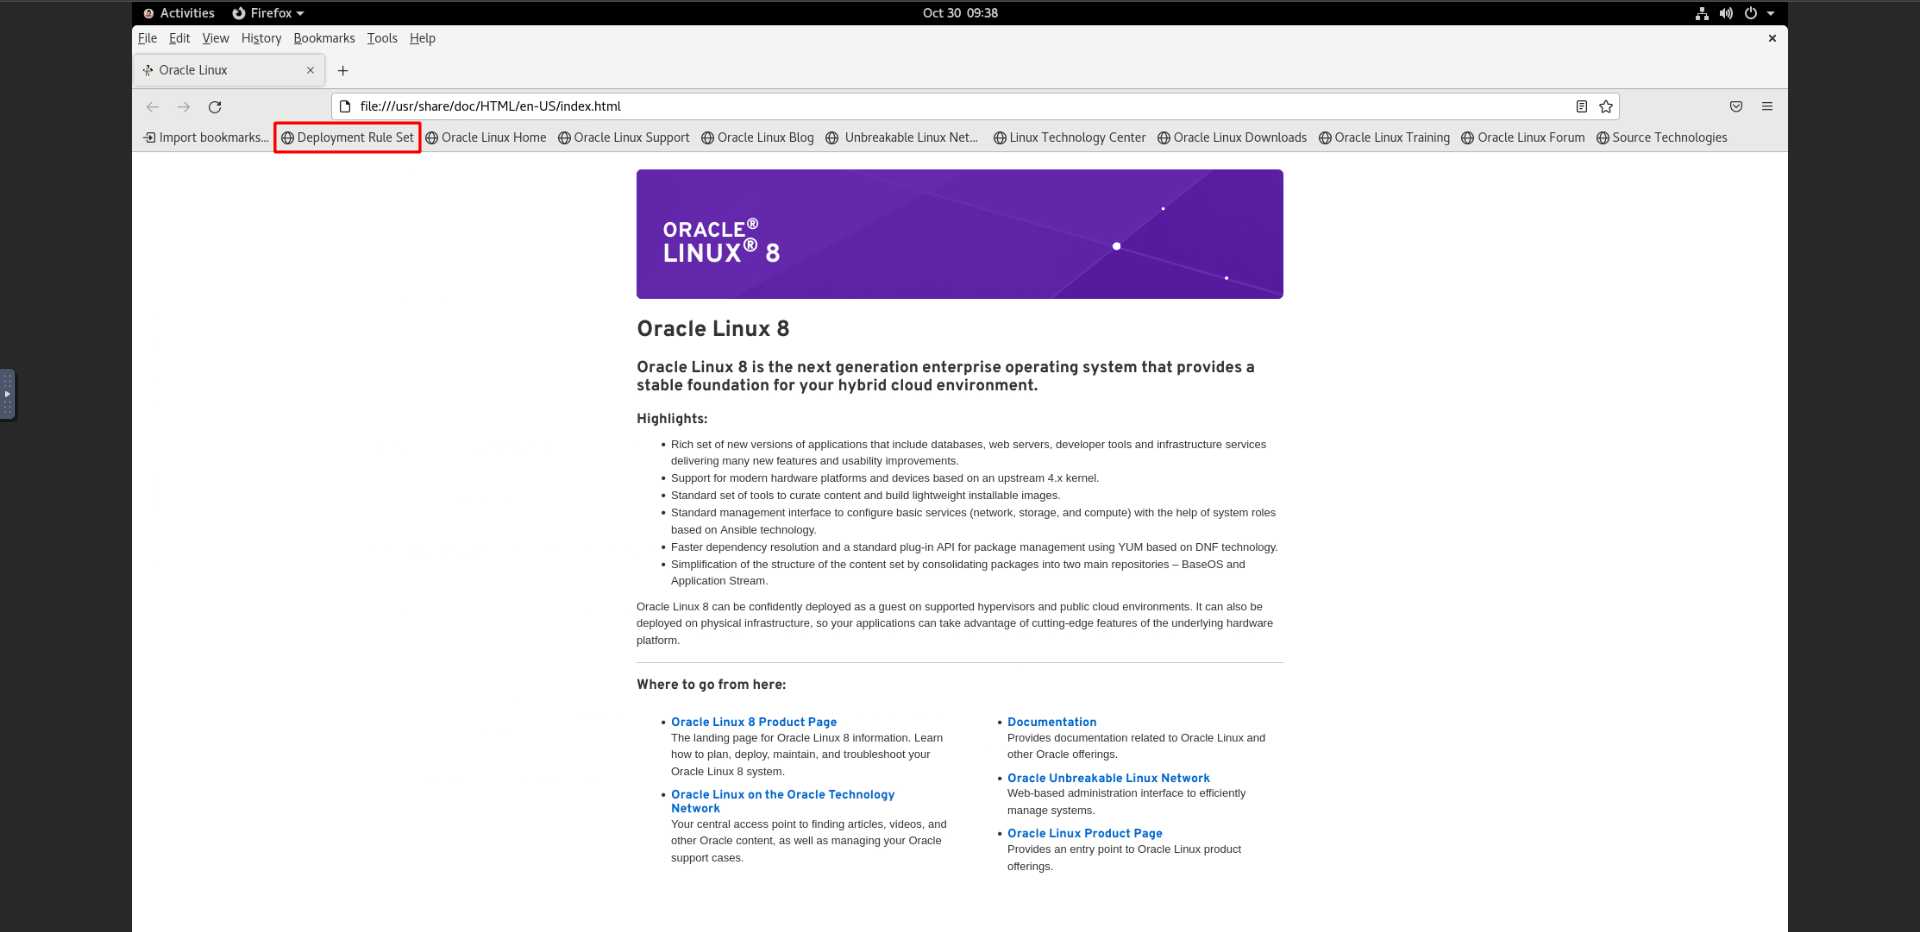 Activities Firefox Oct 30 09:38
File Edit View History Bookmarks Tools Help
Oracle Linux
file:///usr/share/doc/HTML/en-US/index.html
Import bookmarks... Deployment Rule Set Oracle Linux Home Oracle Linux Support Oracle Linux Blog Unbreakable Linux Net... Linux Technology Center Oracle Linux Downloads Oracle Linux Training Oracle Linux Forum Source Technologies
ORACLE®
LINUX® 8
Oracle Linux 8
Oracle Linux 8 is the next generation enterprise operating system that provides a
stable foundation for your hybrid cloud environment.
Highlights:
• Rich set of new versions of applications that include databases, web servers, developer tools and infrastructure services
delivering many new features and usability improvements.
• Support for modern hardware platforms and devices based on an upstream 4.x kernel.
• Standard set of tools to curate content and build lightweight installable images.
• Standard management interface to configure basic services (network, storage, and compute) with the help of system roles
based on Ansible technology.
• Faster dependency resolution and a standard plug-in API for package management using YUM based on DNF technology.
• Simplification of the structure of the content set by consolidating packages into two main repositories – BaseOS and
Application Stream.
Oracle Linux 8 can be confidently deployed as a guest on supported hypervisors and public cloud environments. It can also be
deployed on physical infrastructure, so your applications can take advantage of cutting-edge features of the underlying hardware
platform.
Where to go from here:
• Oracle Linux 8 Product Page
The landing page for Oracle Linux 8 information. Learn
how to plan, deploy, maintain, and troubleshoot your
Oracle Linux 8 system.
• Oracle Linux on the Oracle Technology
Network
Your central access point to finding articles, videos, and
other Oracle content, as well as managing your Oracle
support cases.
• Documentation
Provides documentation related to Oracle Linux and
other Oracle offerings.
• Oracle Unbreakable Linux Network
Web-based administration interface to efficiently
manage systems.
• Oracle Linux Product Page
Provides an entry point to Oracle Linux product
offerings.